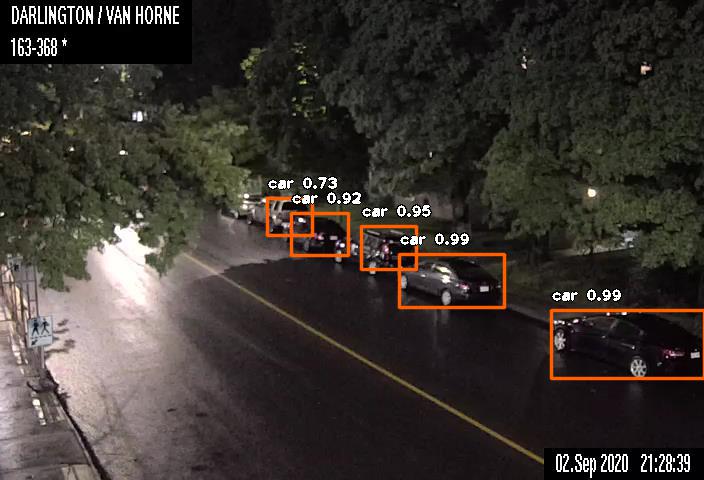 DARLINGTON / VAN HORNE
163-368 *
car 0.73
car 0.92
car 0.95
car 0.99
car 0.99
02.Sep 2020 21:28:39